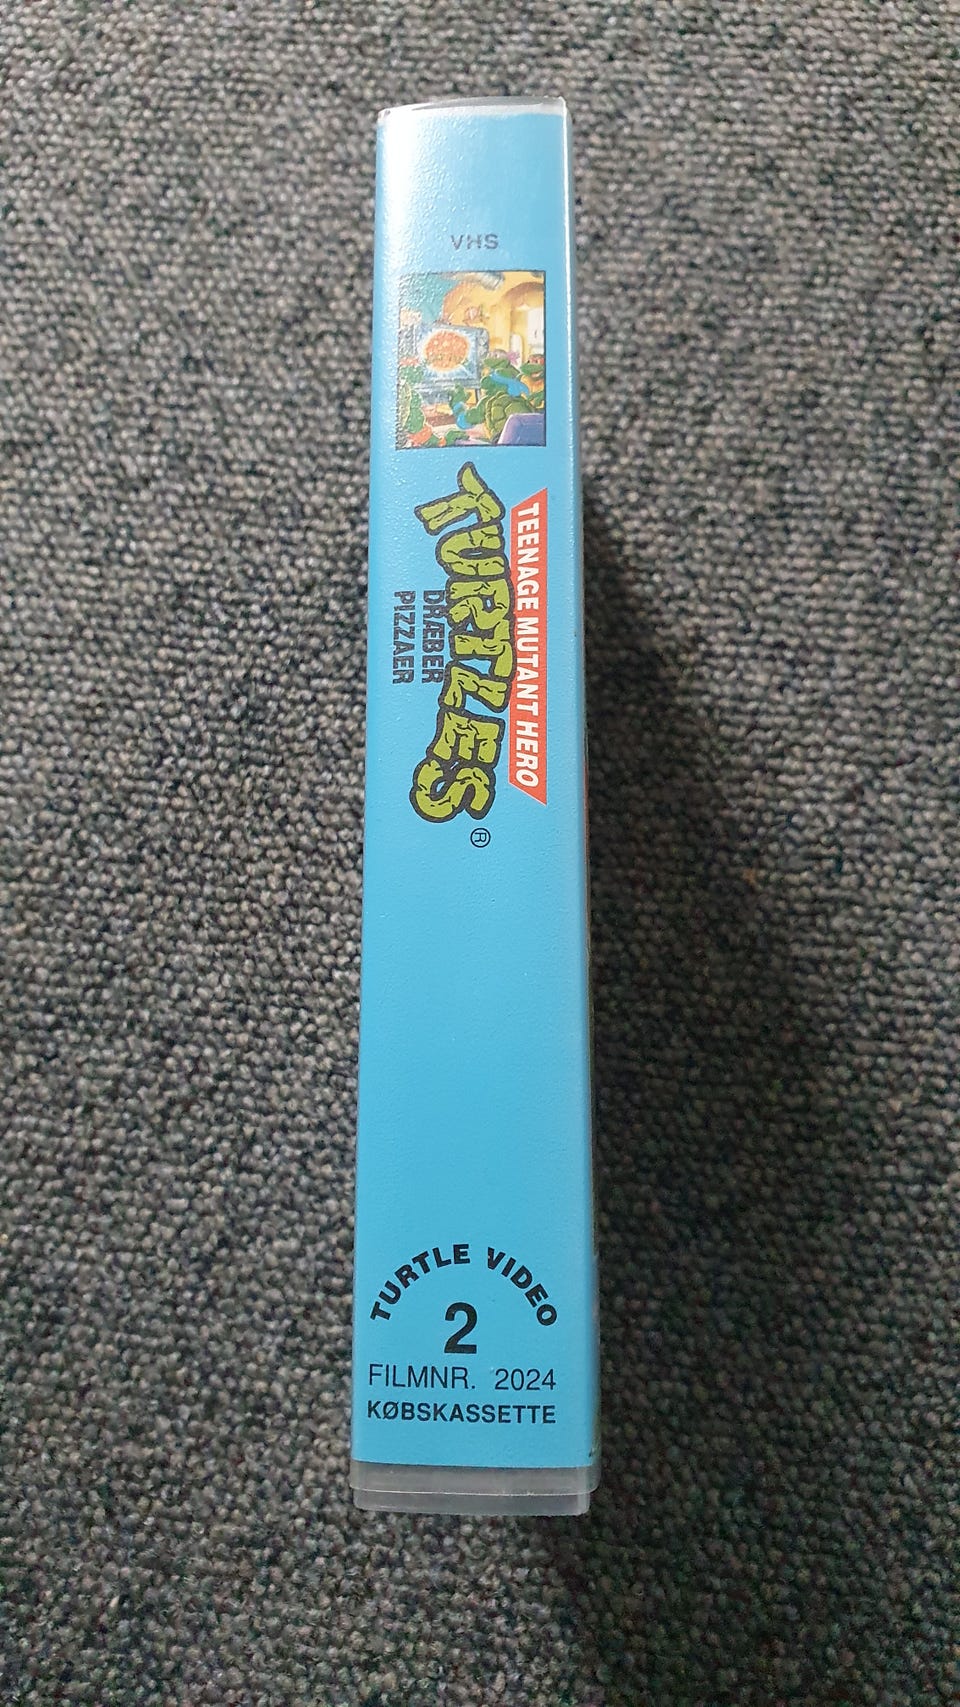 VHS
TEENAGE MUTANT HERO
TURTLES®
DRÆBER
PIZZAER
TURTLE VIDEO
2
FILMNR. 2024
KØBSKASSETTE